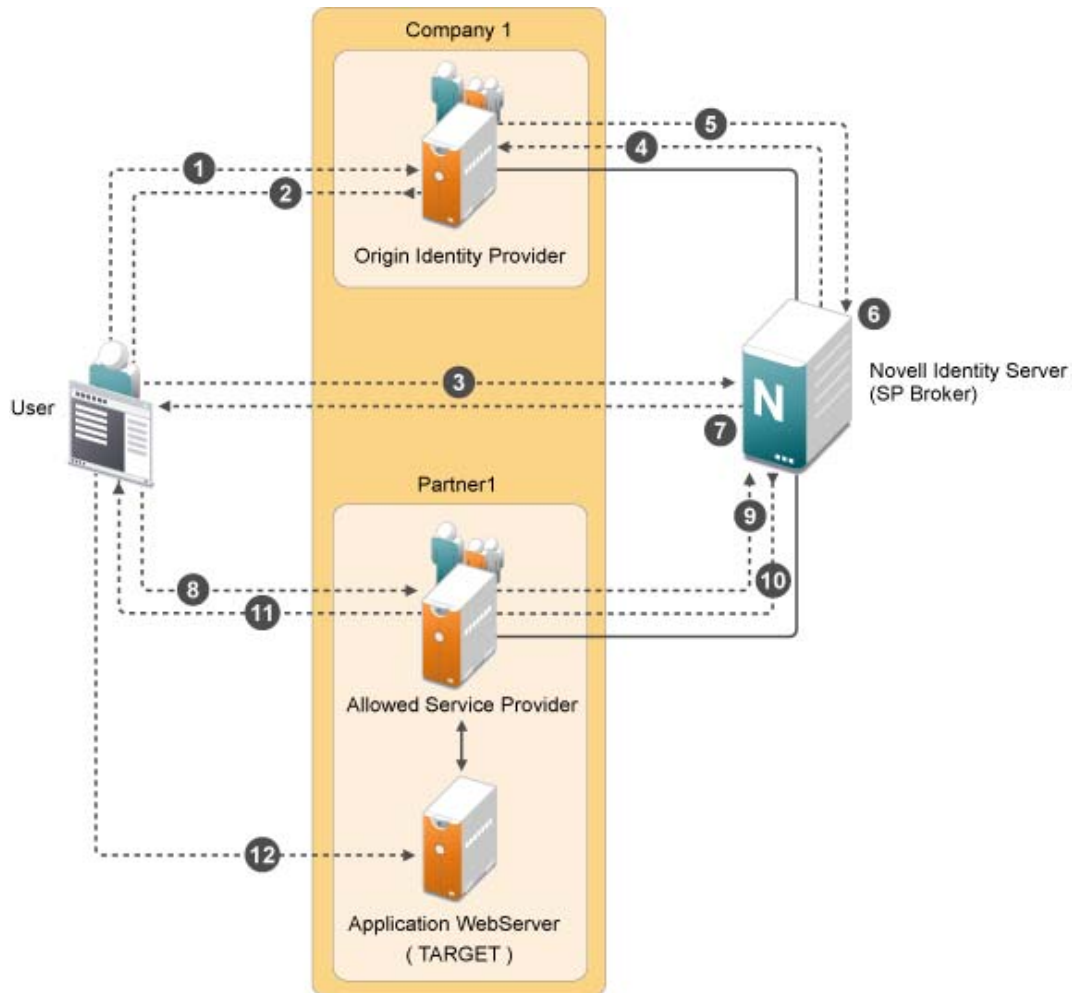 Company 1
5
4
1
2
Origin Identity Provider
6
Novell Identity Server
(SP Broker)
3
User
N
7
Partner1
9
10
8
11
Allowed Service Provider
12
Application WebServer
( TARGET )